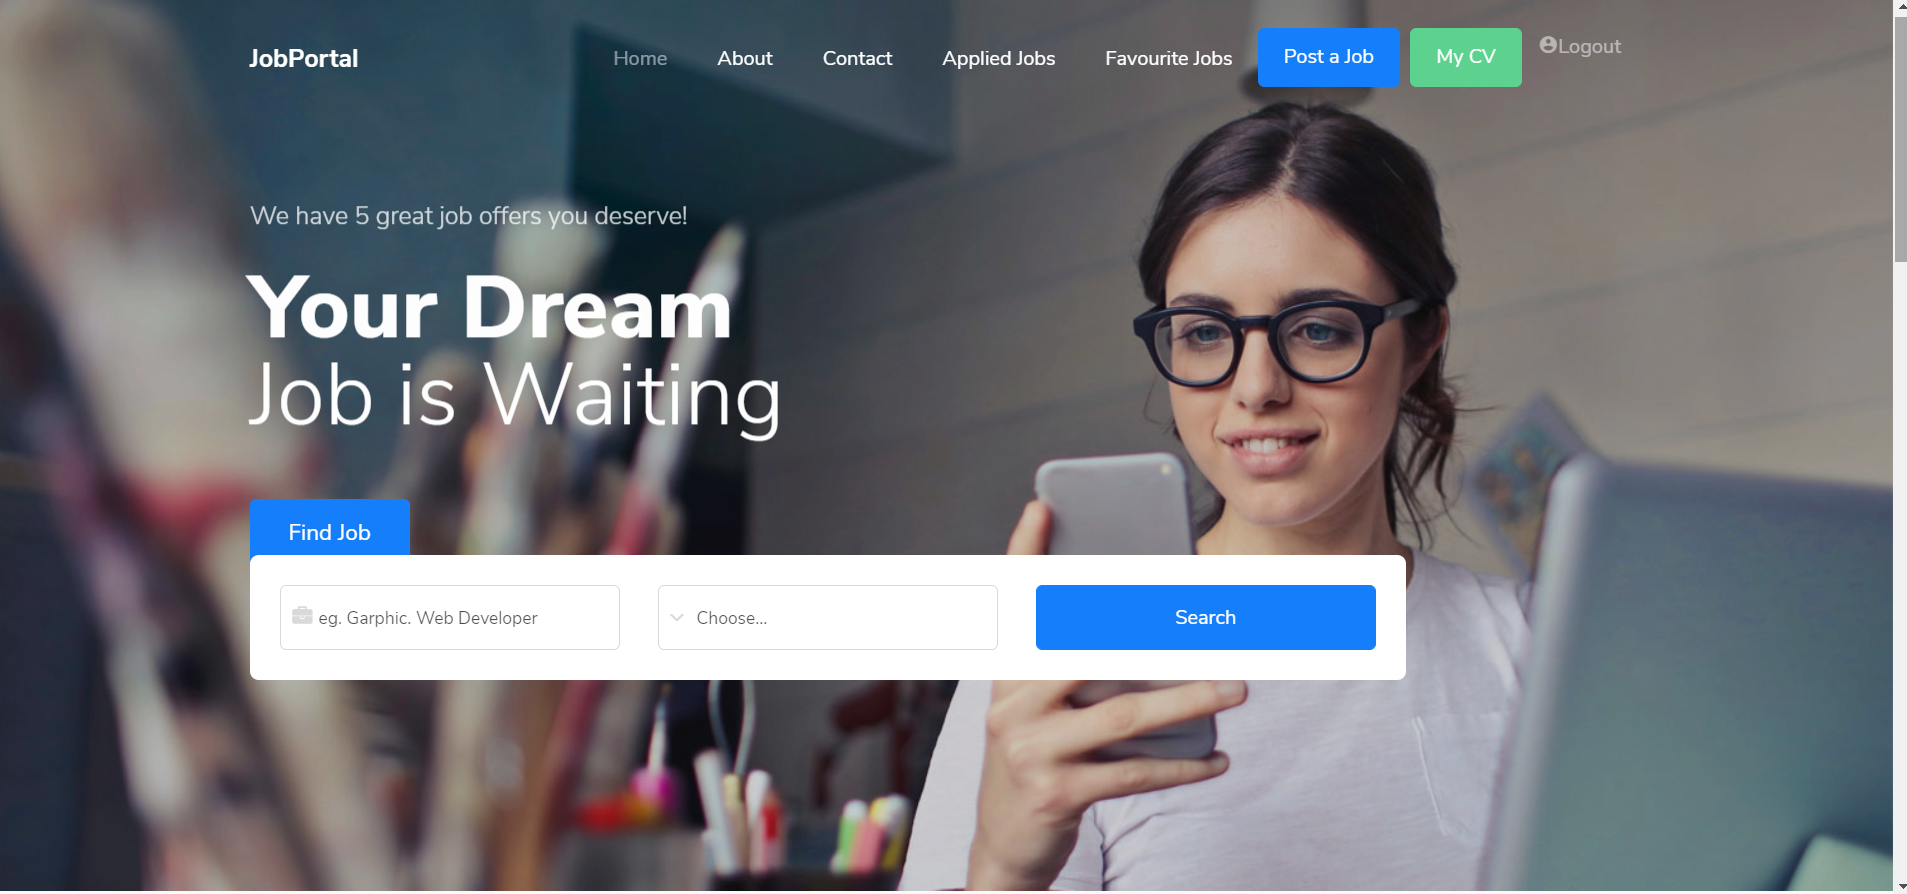 JobPortal
Home
About
Contact
Applied Jobs
Favourite Jobs
Post a Job
My CV
Logout
We have 5 great job offers you deserve!
Your Dream
Job is Waiting
Find Job
eg. Garphic. Web Developer
Choose...
Search